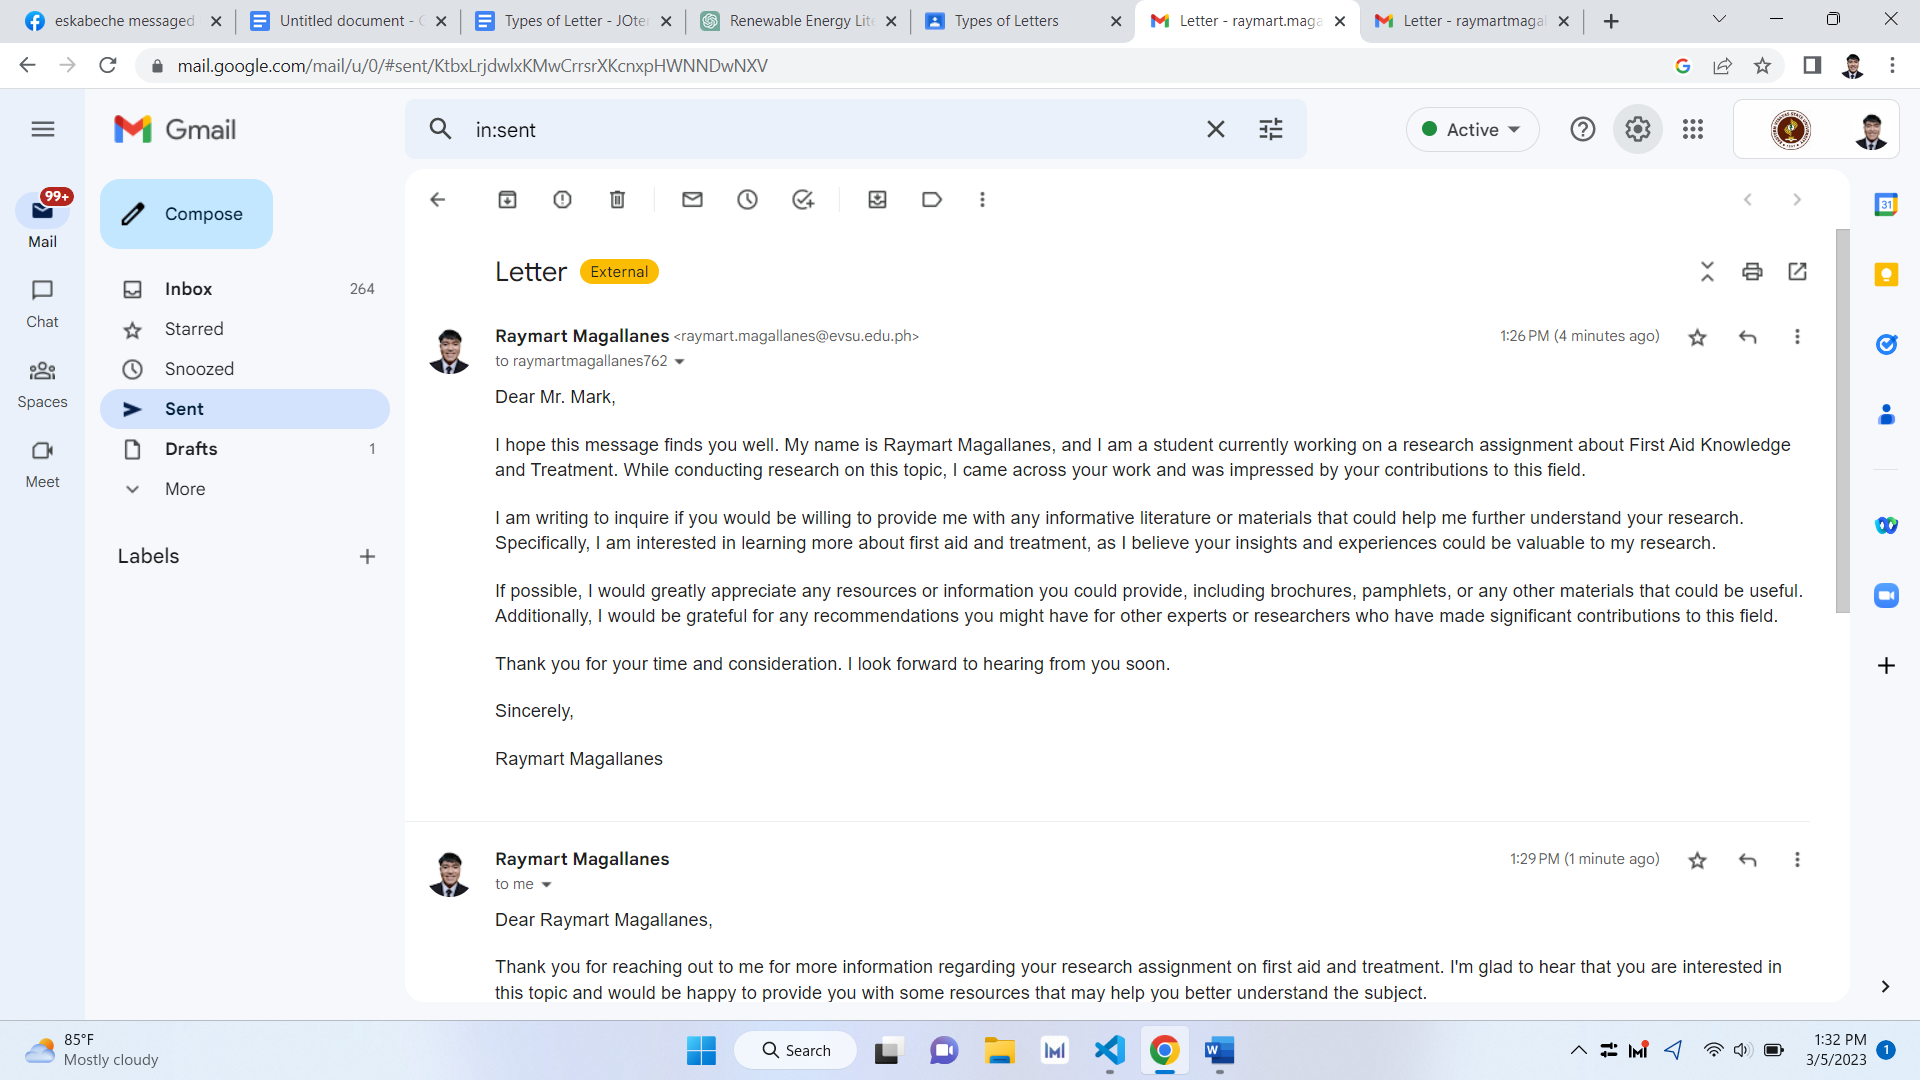 eskabeche messaged
Untitled document -
Types of Letter - JOter
Renewable Energy Lite
Types of Letters
Letter - raymart.maga
Letter - raymartmagal
mail.google.com/mail/u/0/#sent/KtbxLrjdwlxKMwCrrsrXKcnxpHWNNDwNXV
Gmail
in:sent
Active
99+
Mail
Chat
Spaces
Meet
Compose
Inbox 264
Starred
Snoozed
Sent
Drafts 1
More
Labels
Letter External
Raymart Magallanes <raymart.magallanes@evsu.edu.ph> 1:26 PM (4 minutes ago)
to raymartmagallanes762
Dear Mr. Mark,
I hope this message finds you well. My name is Raymart Magallanes, and I am a student currently working on a research assignment about First Aid Knowledge
and Treatment. While conducting research on this topic, I came across your work and was impressed by your contributions to this field.
I am writing to inquire if you would be willing to provide me with any informative literature or materials that could help me further understand your research.
Specifically, I am interested in learning more about first aid and treatment, as I believe your insights and experiences could be valuable to my research.
If possible, I would greatly appreciate any resources or information you could provide, including brochures, pamphlets, or any other materials that could be useful.
Additionally, I would be grateful for any recommendations you might have for other experts or researchers who have made significant contributions to this field.
Thank you for your time and consideration. I look forward to hearing from you soon.
Sincerely,
Raymart Magallanes
Raymart Magallanes 1:29 PM (1 minute ago)
to me
Dear Raymart Magallanes,
Thank you for reaching out to me for more information regarding your research assignment on first aid and treatment. I'm glad to hear that you are interested in
this topic and would be happy to provide you with some resources that may help you better understand the subject.
31
85°F
Mostly cloudy
Search
1:32 PM
3/5/2023
1